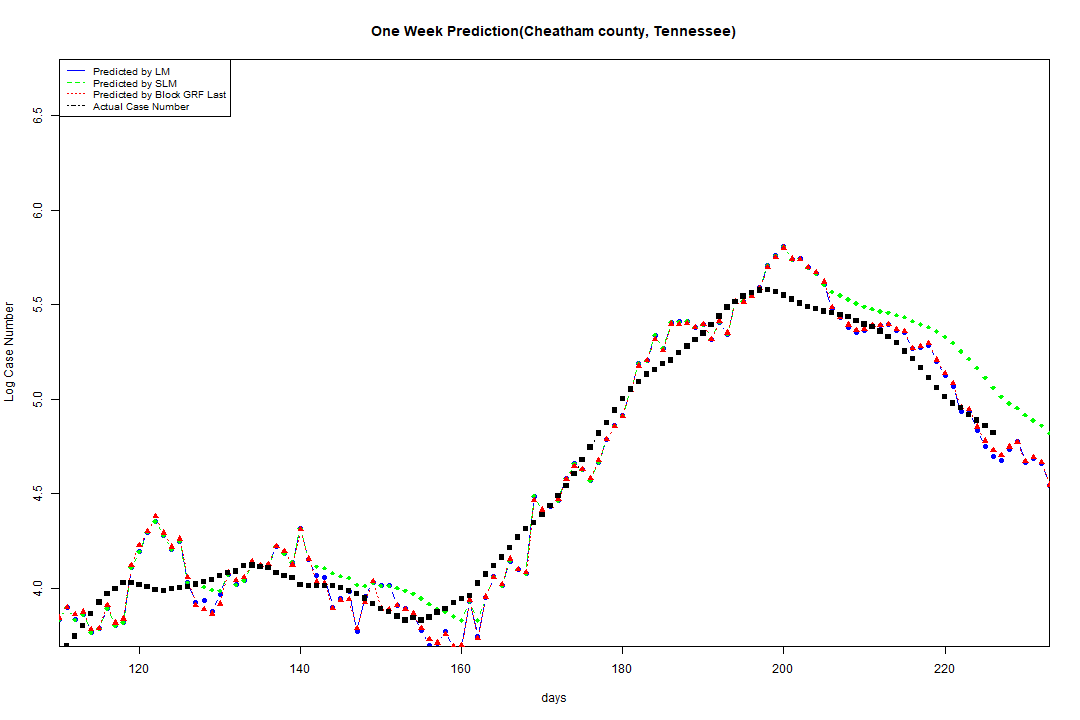 One Week Prediction(Cheatham county, Tennessee)
Predicted by LM
Predicted by SLM
Predicted by Block GRF Last
Actual Case Number
6.5
6.0
5.5
5.0
4.5
4.0
Log Case Number
120 140 160 180 200 220
days